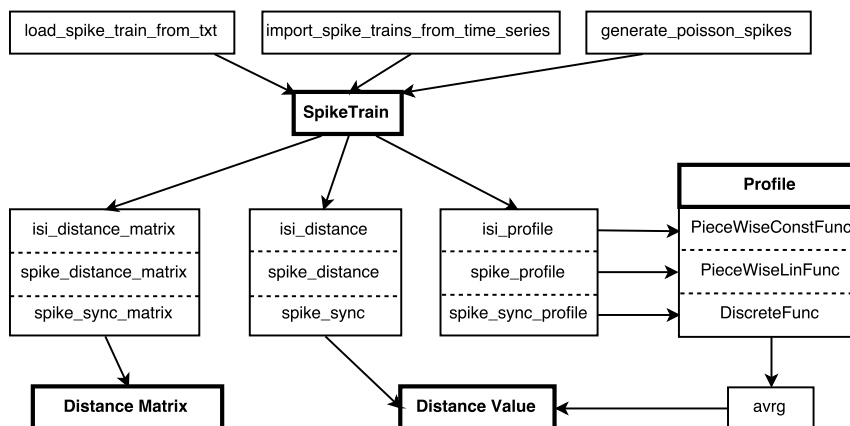 load_spike_train_from_txt
import_spike_trains_from_time_series
generate_poisson_spikes
SpikeTrain
Profile
isi_distance_matrix
isi_distance
isi_profile
PieceWiseConstFunc
spike_distance_matrix
spike_distance
spike_profile
PieceWiseLinFunc
spike_sync_matrix
spike_sync
spike_sync_profile
DiscreteFunc
Distance Matrix
Distance Value
avrg